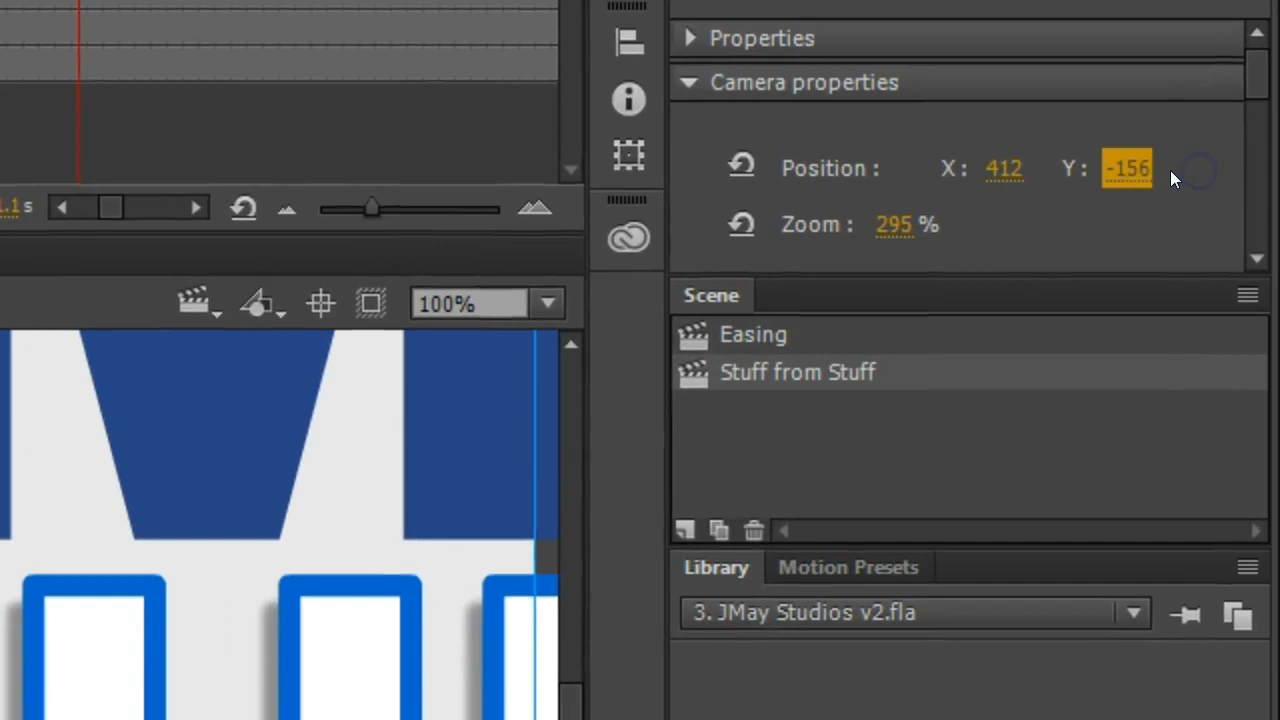 Properties
Camera properties
Position : X : 412 Y : -156
Zoom : 295 %
.1 s
100%
Scene
Easing
Stuff from Stuff
Library Motion Presets
3. JMay Studios v2.fla